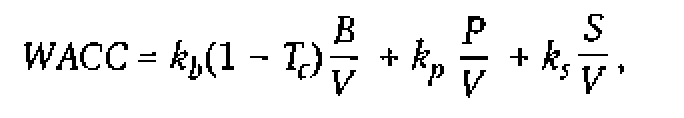 WACC = k_b(1 − T_c) B/V + k_p P/V + k_s S/V,